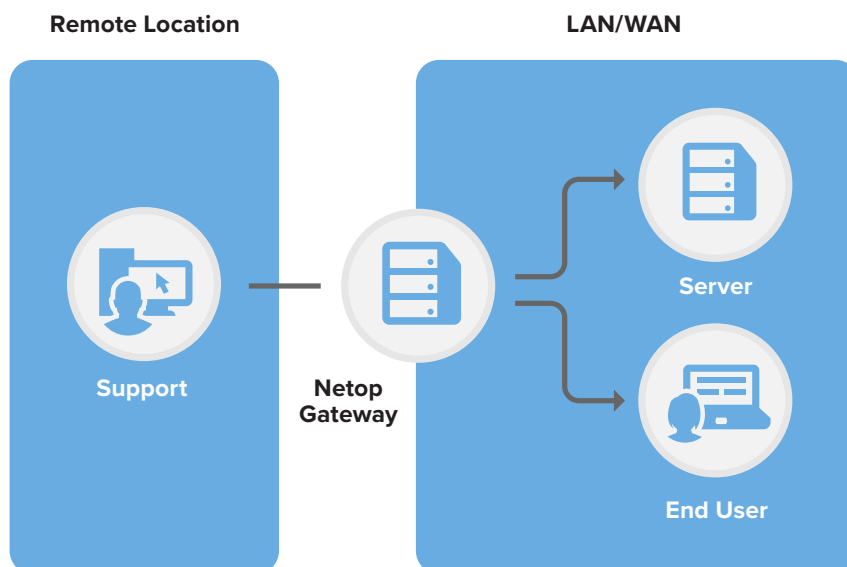 Remote Location
LAN/WAN
Server
Support
Netop
Gateway
End User